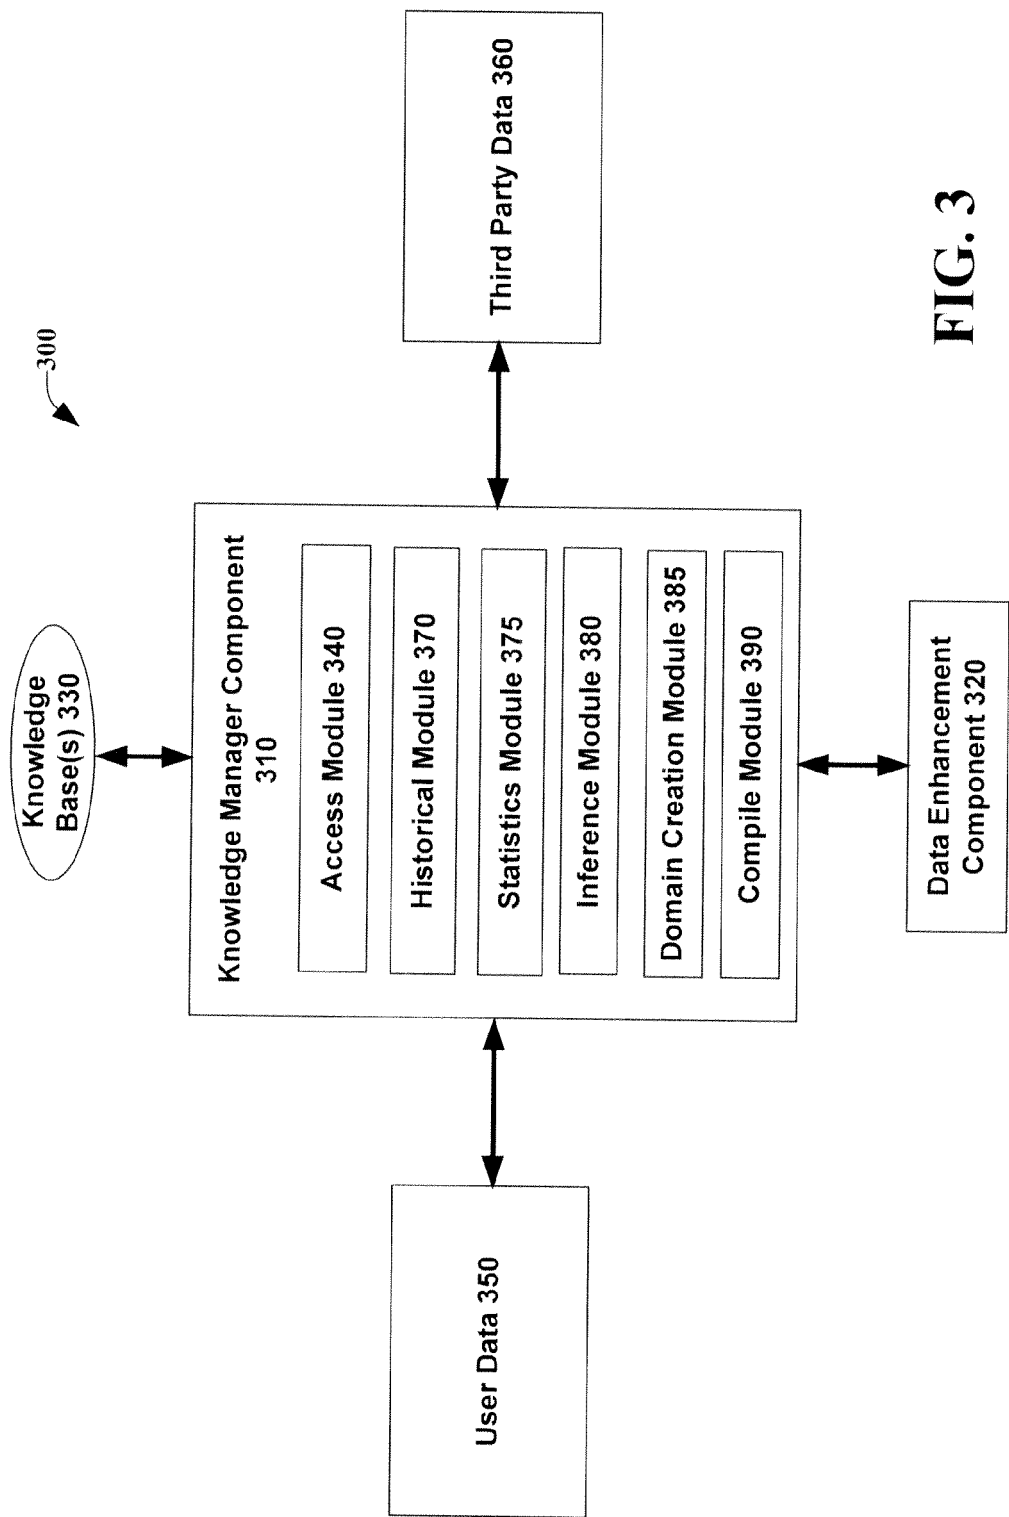 300
Knowledge
Base(s) 330
Knowledge Manager Component
310
Access Module 340
Historical Module 370
Statistics Module 375
Inference Module 380
Domain Creation Module 385
Compile Module 390
User Data 350
Third Party Data 360
Data Enhancement
Component 320
FIG. 3